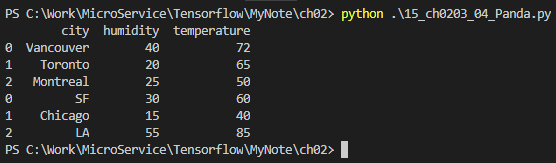 PS C:\Work\MicroService\Tensorflow\MyNote\ch02> python .\15_ch0203_04_Panda.py
        city  humidity  temperature
0  Vancouver        40           72
1    Toronto        20           65
2   Montreal        25           50
0         SF        30           60
1    Chicago        15           40
2         LA        55           85
PS C:\Work\MicroService\Tensorflow\MyNote\ch02>